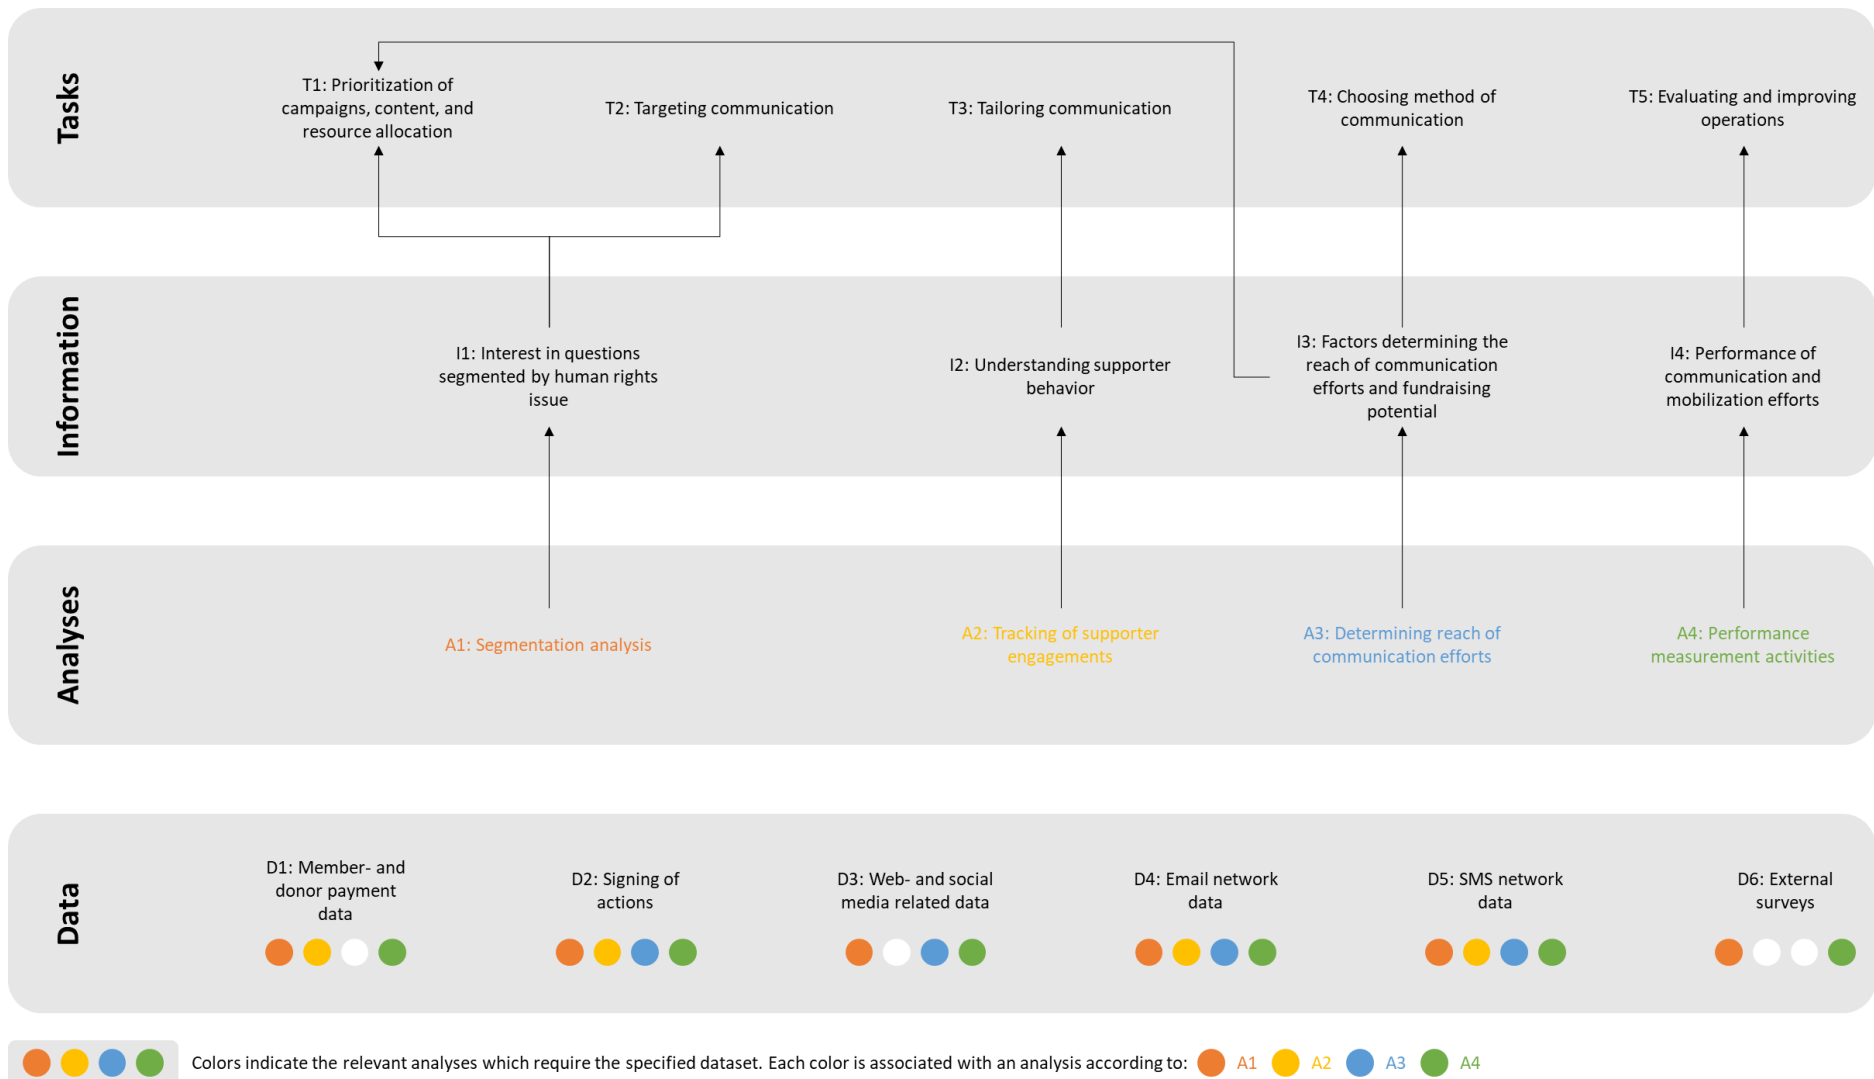 Tasks
T1: Prioritization of
campaigns, content, and
resource allocation
T2: Targeting communication
T3: Tailoring communication
T4: Choosing method of
communication
T5: Evaluating and improving
operations
Information
I1: Interest in questions
segmented by human rights
issue
I2: Understanding supporter
behavior
I3: Factors determining the
reach of communication
efforts and fundraising
potential
I4: Performance of
communication and
mobilization efforts
Analyses
A1: Segmentation analysis
A2: Tracking of supporter
engagements
A3: Determining reach of
communication efforts
A4: Performance
measurement activities
Data
D1: Member- and
donor payment
data
D2: Signing of
actions
D3: Web- and social
media related data
D4: Email network
data
D5: SMS network
data
D6: External
surveys
Colors indicate the relevant analyses which require the specified dataset. Each color is associated with an analysis according to: A1 A2 A3 A4